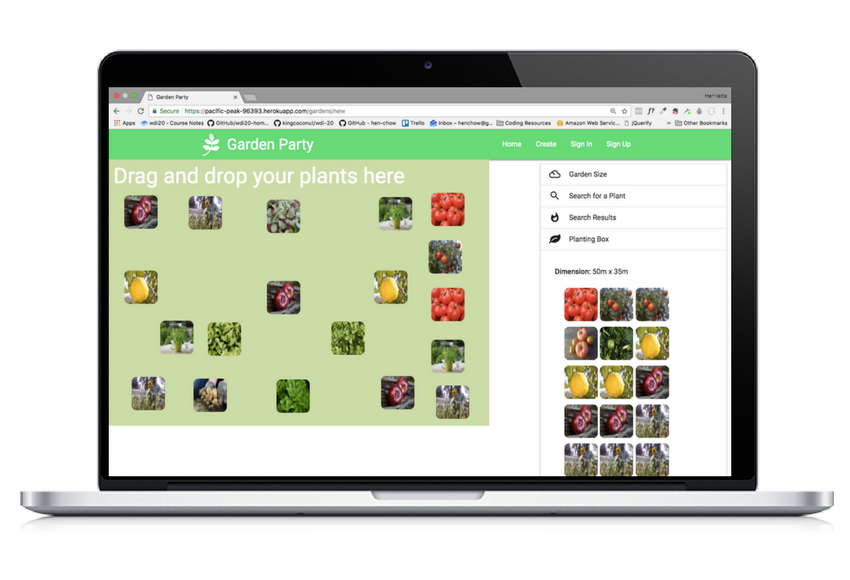 Garden Party
Henrietta
Secure https://pacific-peak-96393.herokuapp.com/gardens/new
Apps wdi20 - Course Notes GitHub/wdi20-hom... kingcoconut/wdi-20 GitHub - hen-chow Trello Inbox - henchow@g... Coding Resources Amazon Web Servic... jQuerify » Other Bookmarks
Garden Party Home Create Sign In Sign Up
Drag and drop your plants here
Garden Size
Search for a Plant
Search Results
Planting Box
Dimension: 50m x 35m